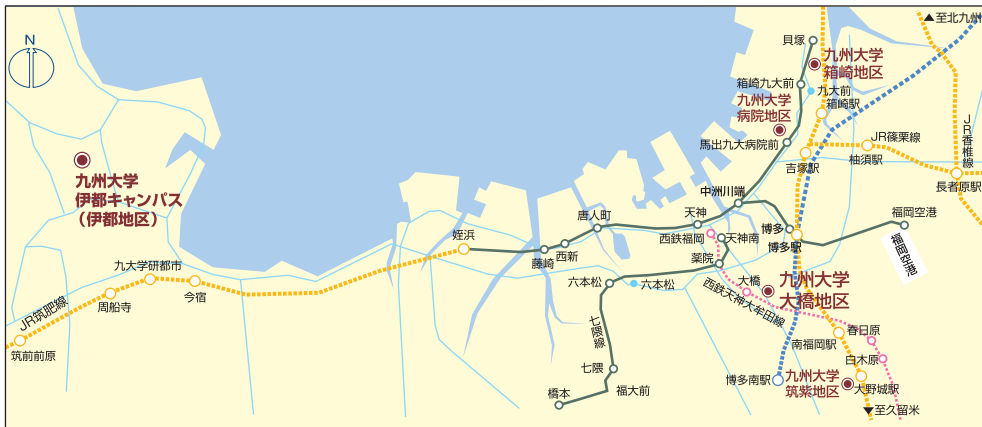 N
九州大学
伊都キャンパス
（伊都地区）
九大学研都市
周船寺
今宿
JR筑肥線
筑前前原
姪浜
藤崎
西新
唐人町
天神
西鉄福岡
天神南
薬院
中洲川端
六本松
六本松
七隈線
七隈
福大前
橋本
貝塚
九州大学
箱崎地区
箱崎九大前
九大前
箱崎駅
九州大学
病院地区
馬出九大病院前
吉塚駅
JR篠栗線
柚須駅
JR香椎線
長者原駅
▲至北九州
博多
博多駅
福岡空港
福岡空港
大橋
九州大学
大橋地区
西鉄天神大牟田線
春日原
南福岡駅
白木原
博多南駅
九州大学
筑紫地区
大野城駅
▼至久留米